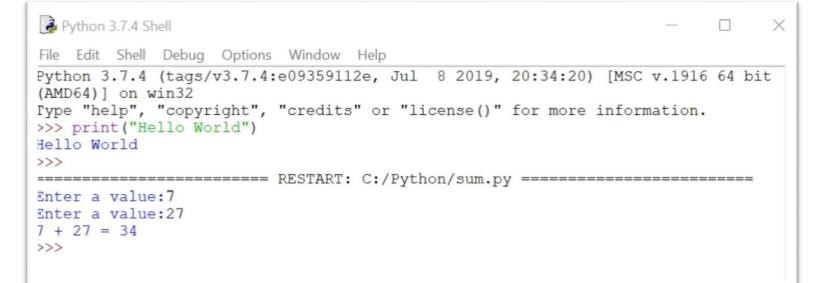 Python 3.7.4 Shell
File Edit Shell Debug Options Window Help
Python 3.7.4 (tags/v3.7.4:e09359112e, Jul  8 2019, 20:34:20) [MSC v.1916 64 bit
(AMD64)] on win32
Type "help", "copyright", "credits" or "license()" for more information.
>>> print("Hello World")
Hello World
>>>
========================= RESTART: C:/Python/sum.py =========================
Enter a value:7
Enter a value:27
7 + 27 = 34
>>>